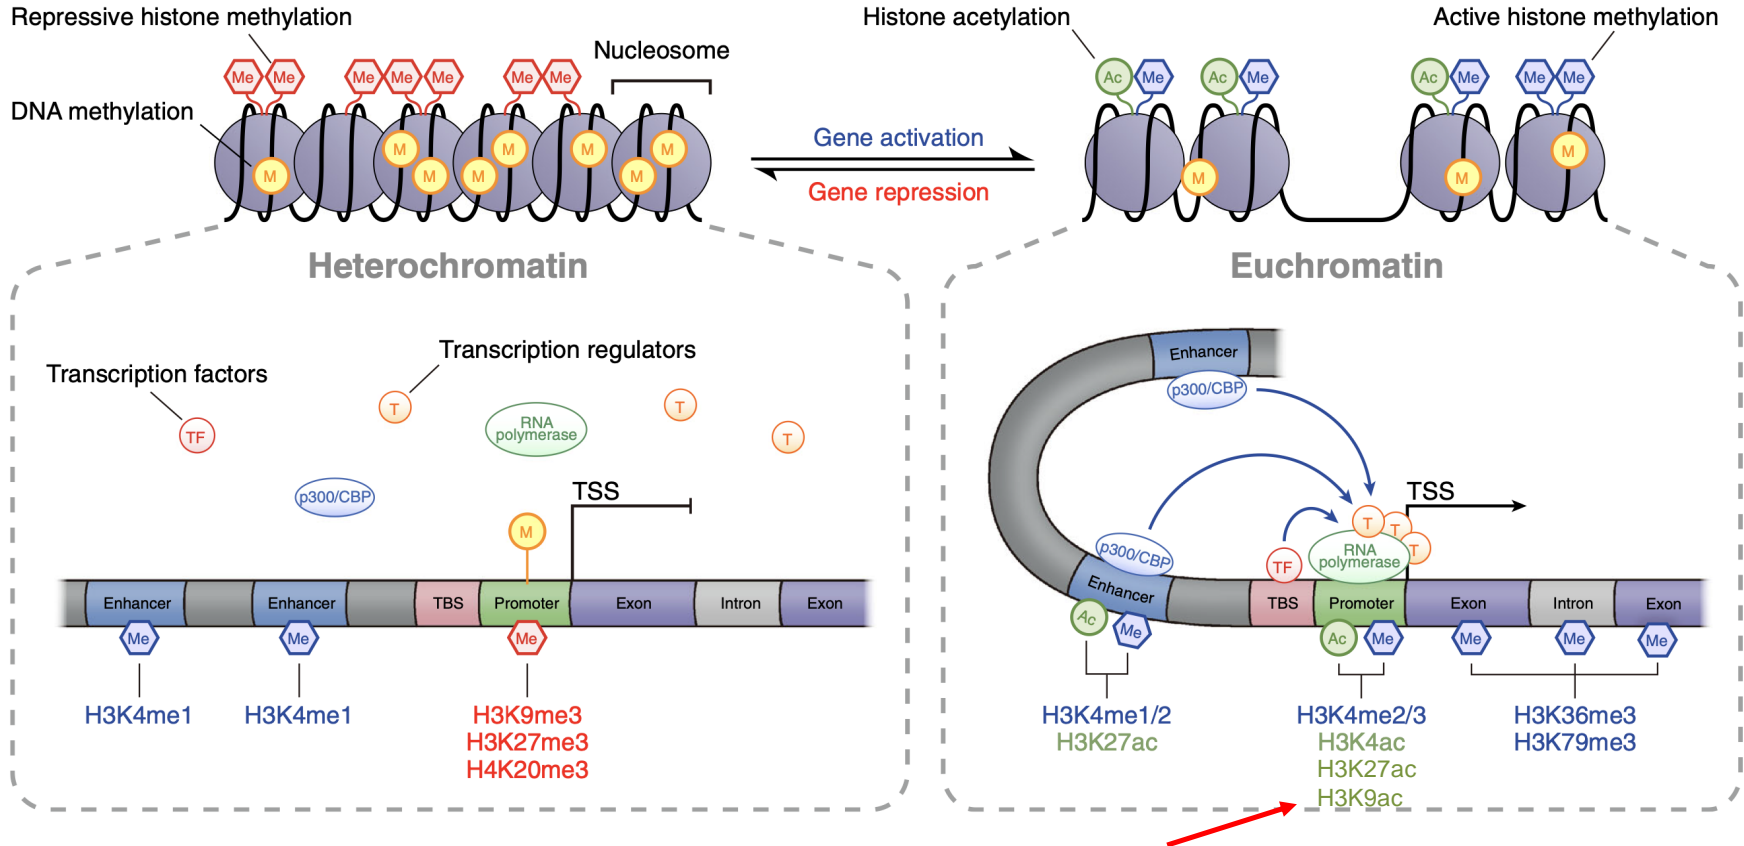 Repressive histone methylation
Nucleosome
DNA methylation
Me Me Me Me Me Me Me
M M M M M M M M
Gene activation
Gene repression
Histone acetylation
Active histone methylation
Ac Me Ac Me Ac Me Me Me
M M M
Heterochromatin
Transcription factors
Transcription regulators
TF
T
RNA
polymerase
T
T
p300/CBP
TSS
M
Enhancer
Enhancer
TBS
Promoter
Exon
Intron
Exon
Me
Me
Me
H3K4me1
H3K4me1
H3K9me3
H3K27me3
H4K20me3
Euchromatin
Enhancer
p300/CBP
TSS
T
T
T
p300/CBP
TF
RNA
polymerase
Enhancer
TBS
Promoter
Exon
Intron
Exon
Ac
Me
Ac
Me
Me
Me
Me
H3K4me1/2
H3K27ac
H3K4me2/3
H3K4ac
H3K27ac
H3K9ac
H3K36me3
H3K79me3